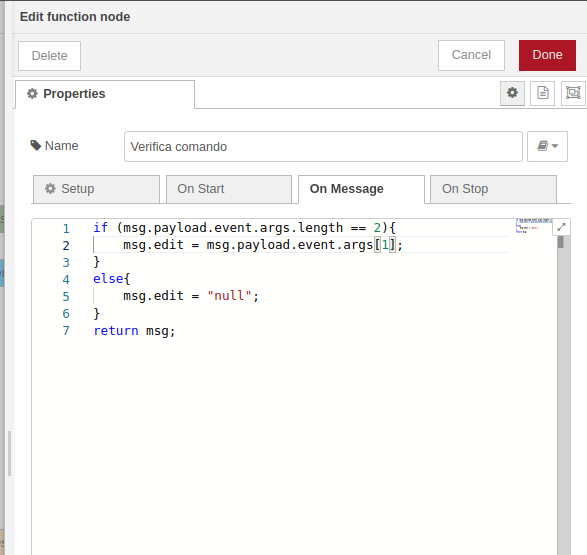 Edit function node
Delete
Cancel
Done
Properties
Name
Verifica comando
Setup
On Start
On Message
On Stop
1 if (msg.payload.event.args.length == 2){
2 msg.edit = msg.payload.event.args[1];
3 }
4 else{
5 msg.edit = "null";
6 }
7 return msg;